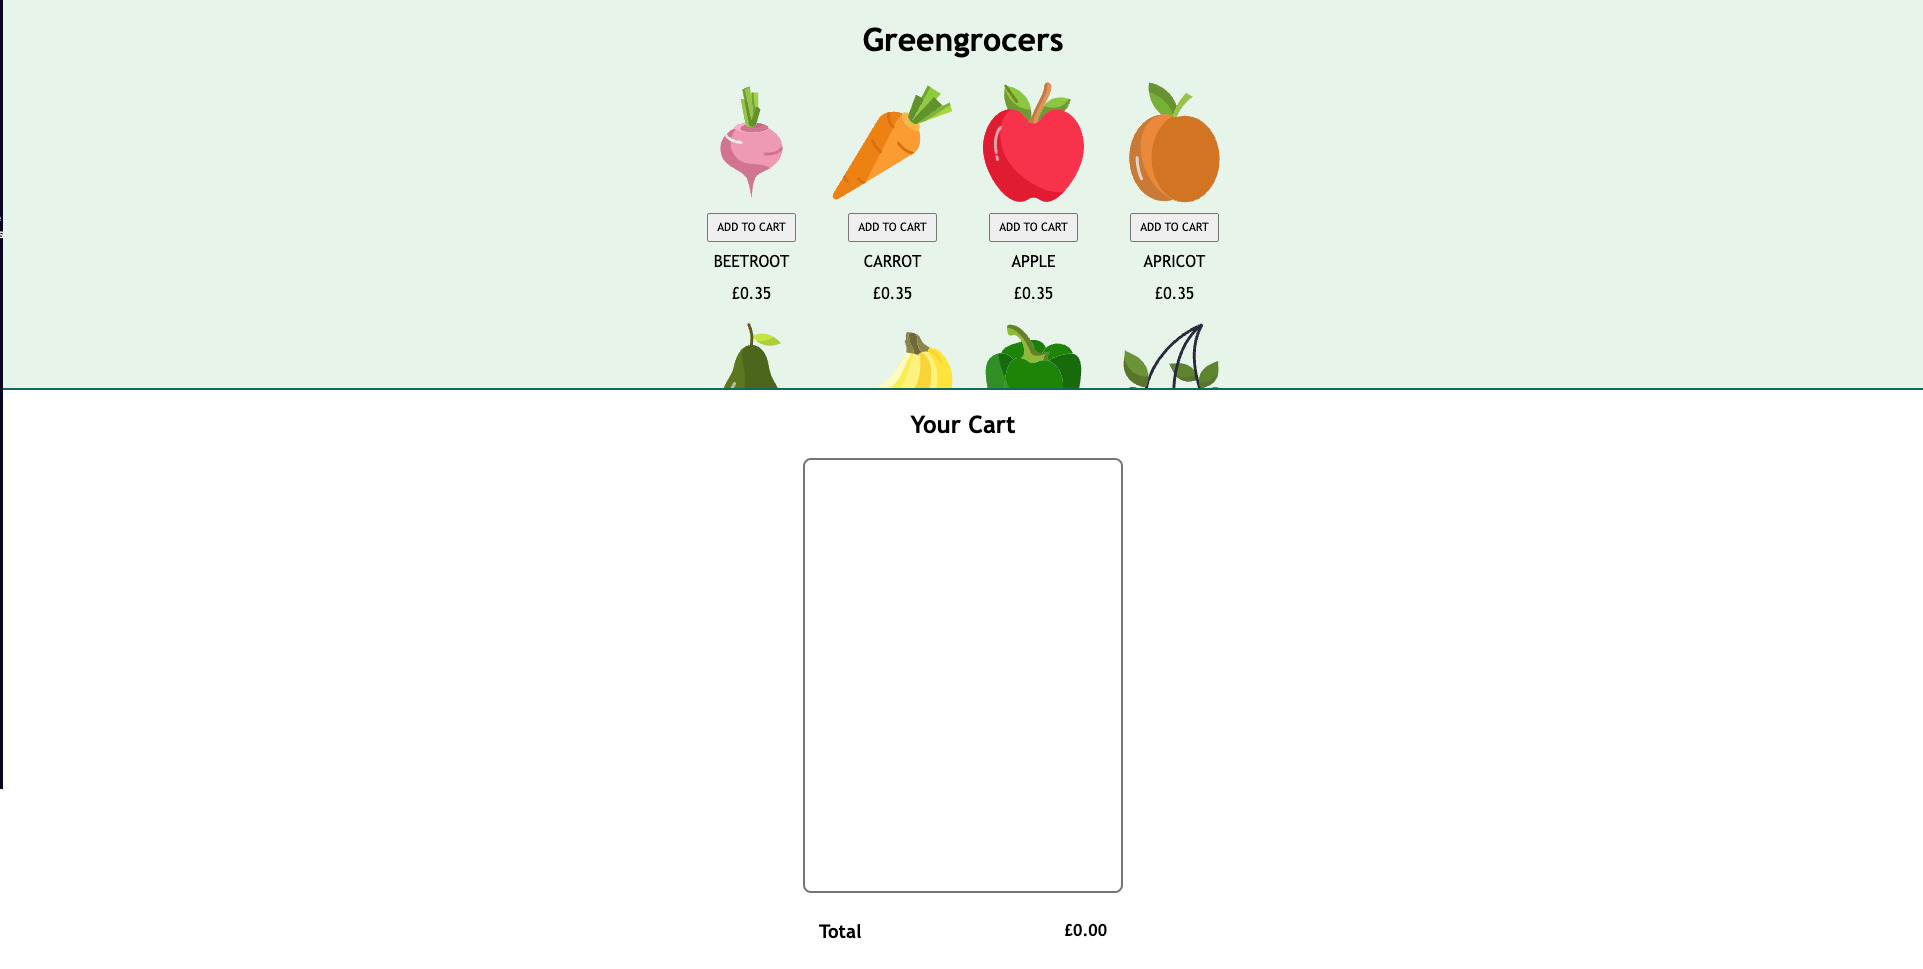 Greengrocers
ADD TO CART ADD TO CART ADD TO CART ADD TO CART
BEETROOT CARROT APPLE APRICOT
£0.35 £0.35 £0.35 £0.35
Your Cart
Total £0.00